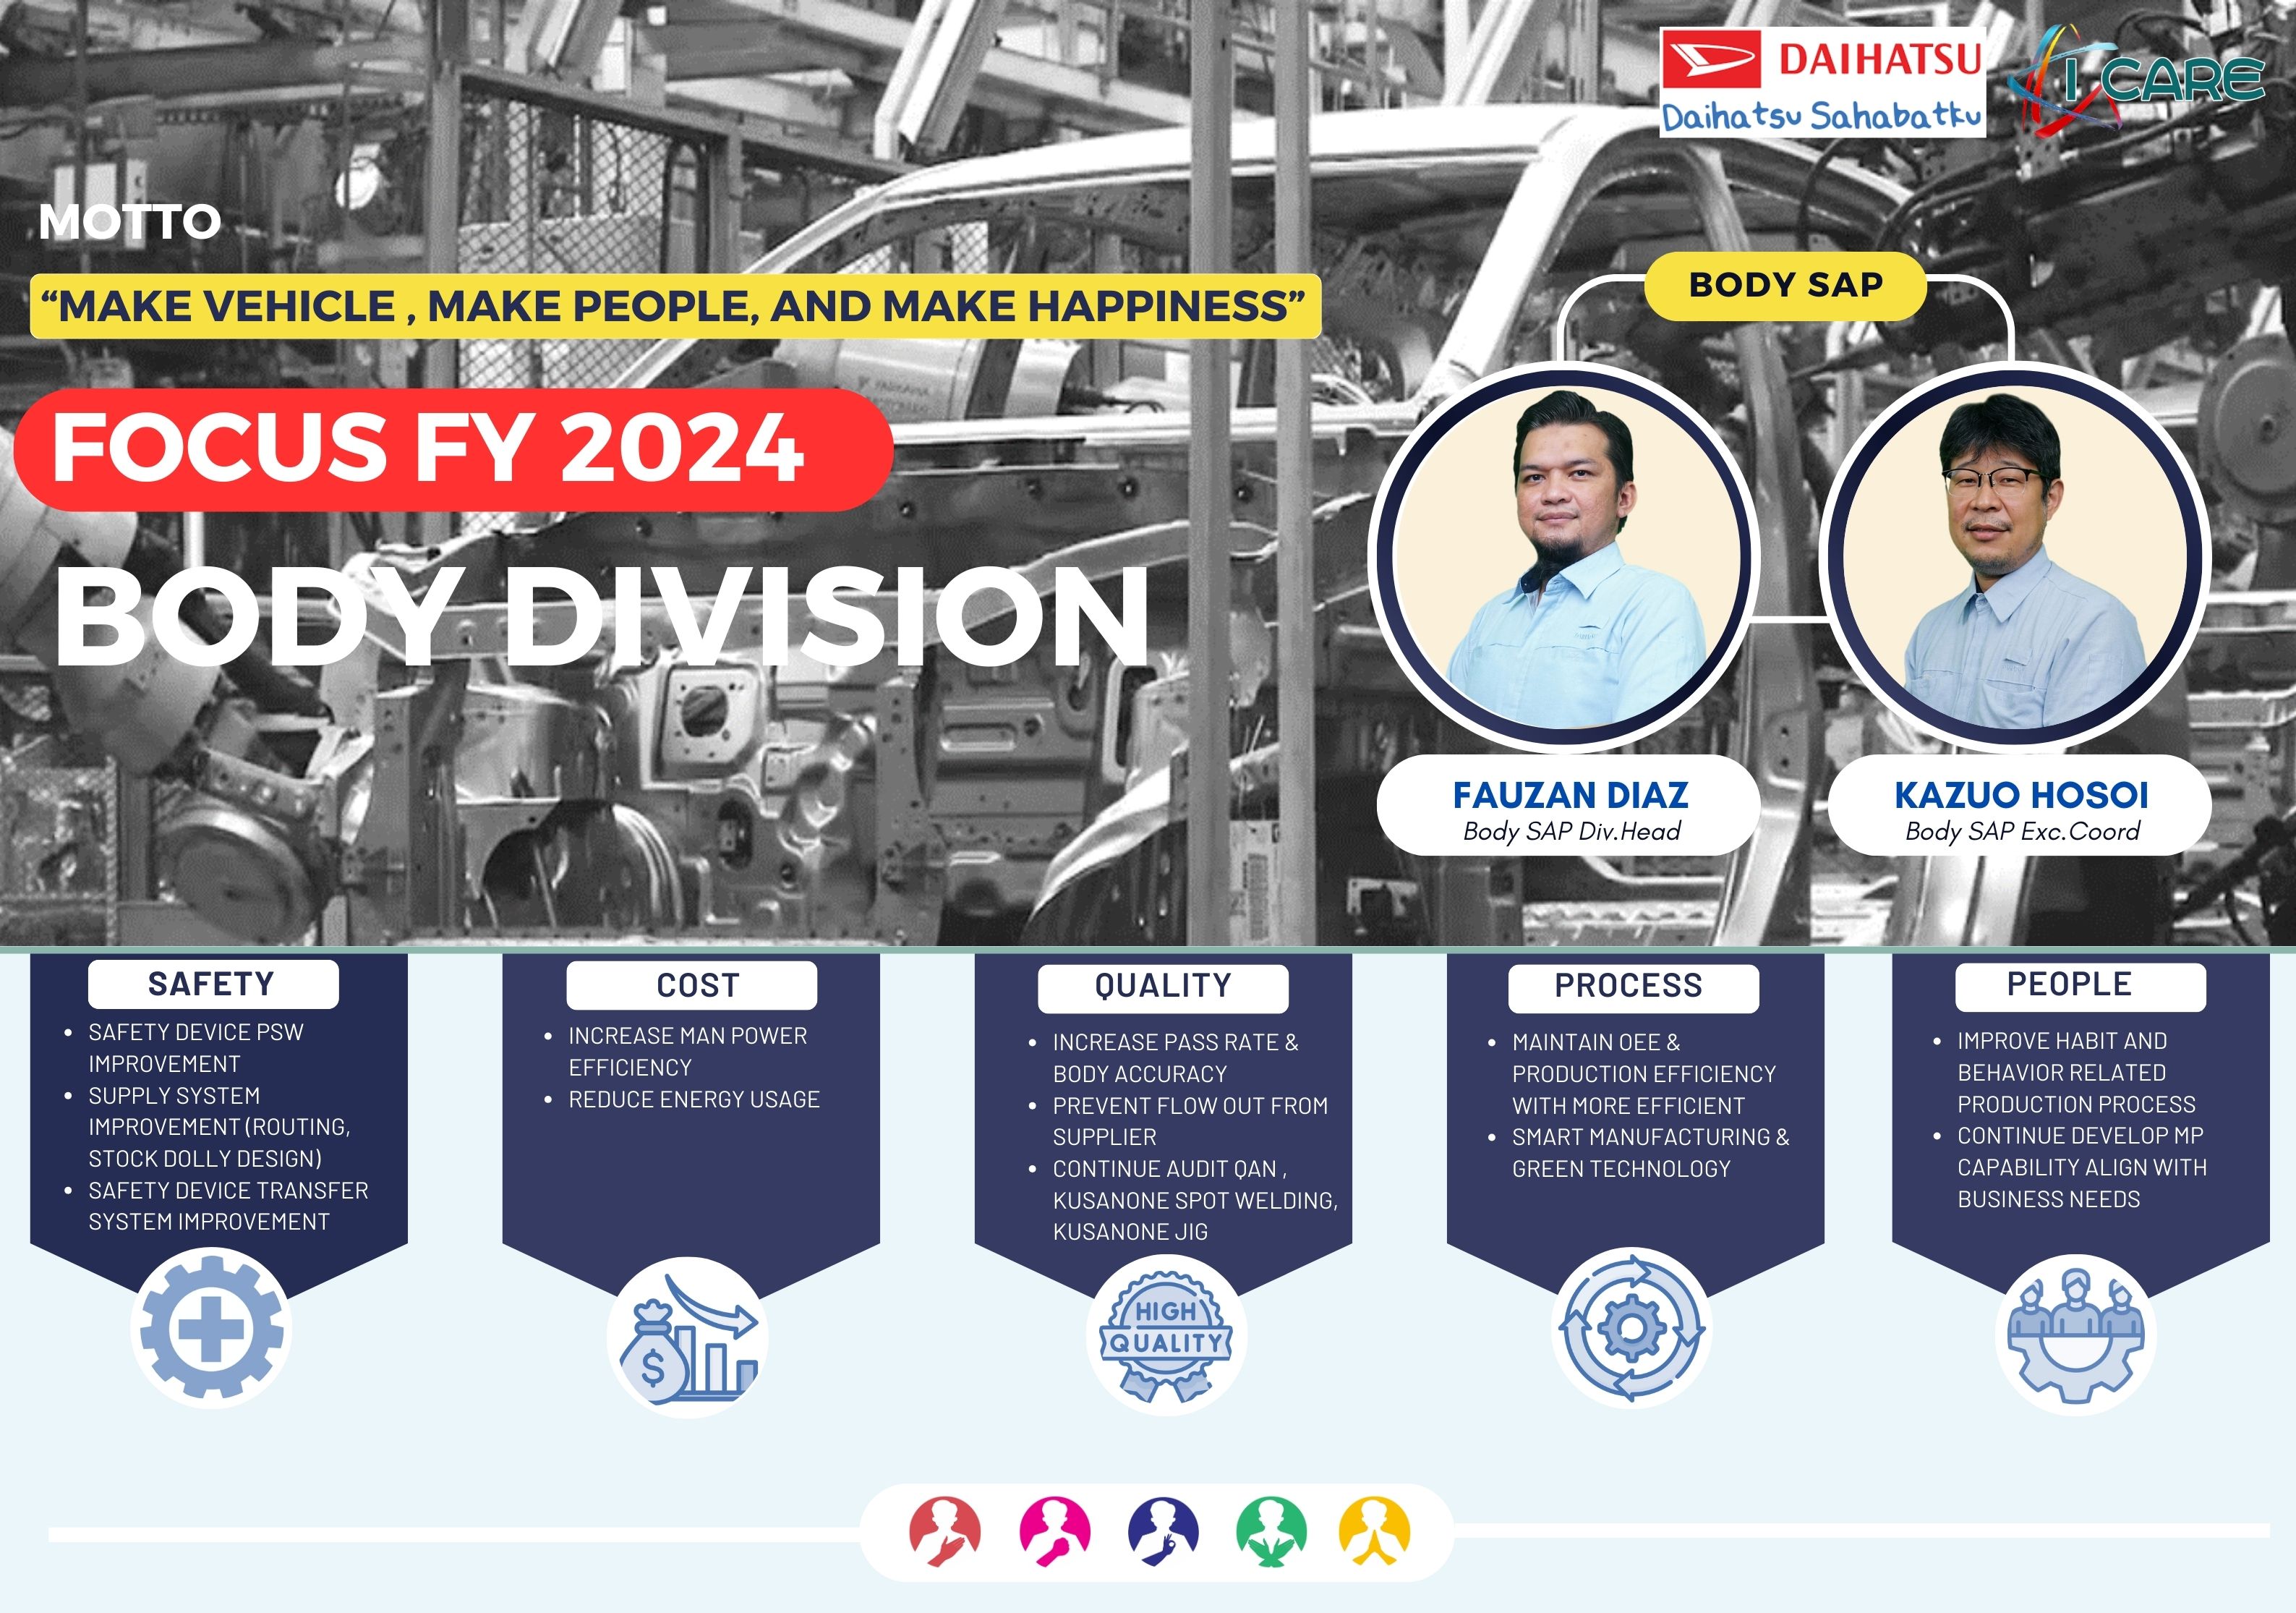 DAIHATSU
Daihatsu Sahabatku
I CARE
MOTTO
“MAKE VEHICLE , MAKE PEOPLE, AND MAKE HAPPINESS”
FOCUS FY 2024
BODY DIVISION
BODY SAP
FAUZAN DIAZ
Body SAP Div.Head
KAZUO HOSOI
Body SAP Exc.Coord
SAFETY
• SAFETY DEVICE PSW
IMPROVEMENT
• SUPPLY SYSTEM
IMPROVEMENT (ROUTING,
STOCK DOLLY DESIGN)
• SAFETY DEVICE TRANSFER
SYSTEM IMPROVEMENT
COST
• INCREASE MAN POWER
EFFICIENCY
• REDUCE ENERGY USAGE
QUALITY
• INCREASE PASS RATE &
BODY ACCURACY
• PREVENT FLOW OUT FROM
SUPPLIER
• CONTINUE AUDIT QAN ,
KUSANONE SPOT WELDING,
KUSANONE JIG
HIGH
QUALITY
PROCESS
• MAINTAIN OEE &
PRODUCTION EFFICIENCY
WITH MORE EFFICIENT
• SMART MANUFACTURING &
GREEN TECHNOLOGY
PEOPLE
• IMPROVE HABIT AND
BEHAVIOR RELATED
PRODUCTION PROCESS
• CONTINUE DEVELOP MP
CAPABILITY ALIGN WITH
BUSINESS NEEDS